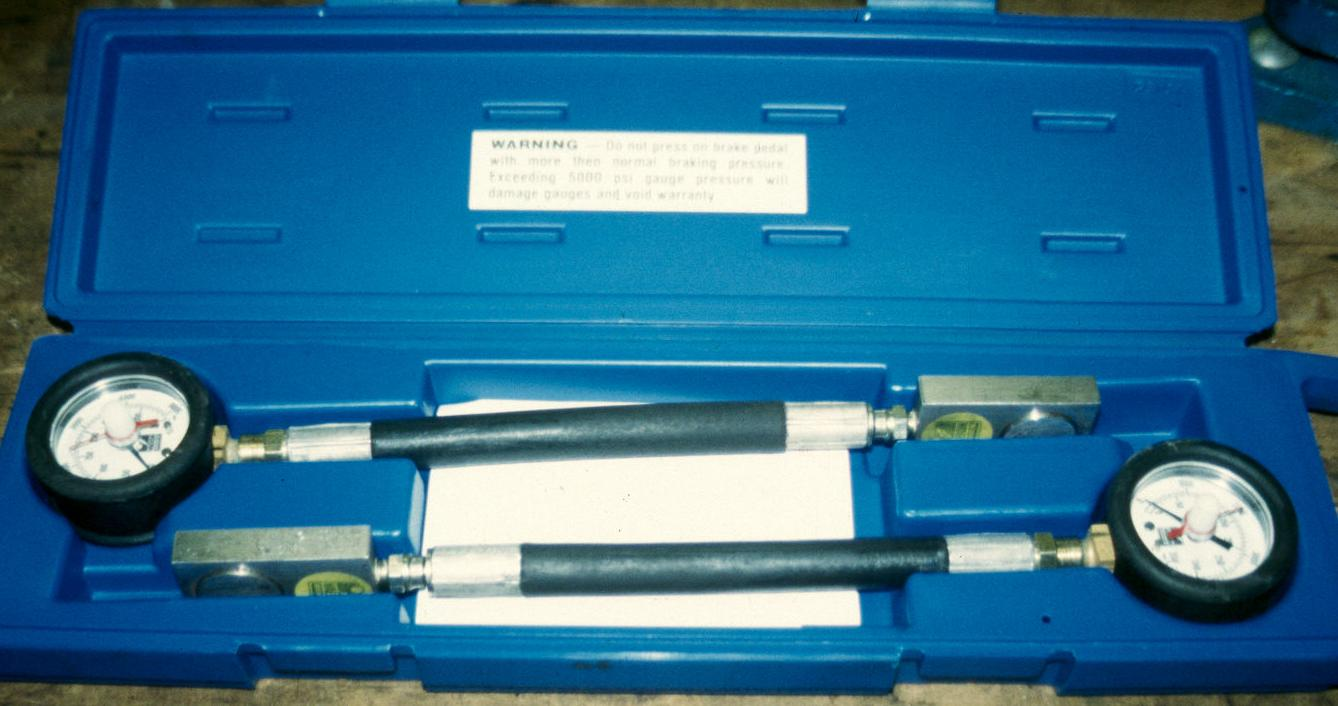 WARNING — Do not press on brake pedal
with more then normal braking pressure.
Exceeding 5000 psi gauge pressure will
damage gauges and void warranty